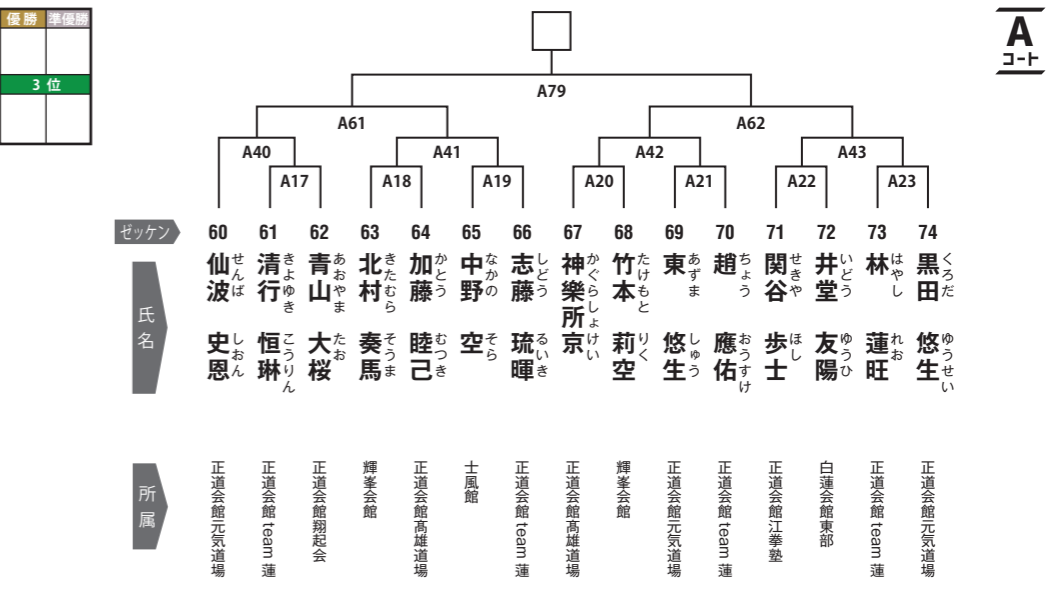 優勝 準優勝
3 位
A コート
A79
A61 A62
A40 A41 A42 A43
A17 A18 A19 A20 A21 A22 A23
ゼッケン 60 61 62 63 64 65 66 67 68 69 70 71 72 73 74
氏名
仙波 史恩 せんば しおん
清行 恒琳 きよゆき こうりん
青山 大桜 あおやま たお
北村 奏馬 きたむら そうま
加藤 睦己 かとう むつき
中野 空 なかの そら
志藤 琉暉 しどう るいき
神樂所 京 かぐらしょ けい
竹本 莉空 たけもと りく
東 悠生 あずま しゅう
趙 應佑 ちょう おうすけ
関谷 歩士 せきや ほし
井堂 友陽 いどう ゆうひ
林 蓮旺 はやし れお
黒田 悠生 くろだ ゆうせい
所属
正道会館元気道場
正道会館 team 蓮
正道会館翔起会
輝峯会館
正道会館髙雄道場
士風館
正道会館 team 蓮
正道会館髙雄道場
輝峯会館
正道会館元気道場
正道会館 team 蓮
正道会館江拳塾
白蓮会館東部
正道会館 team 蓮
正道会館元気道場